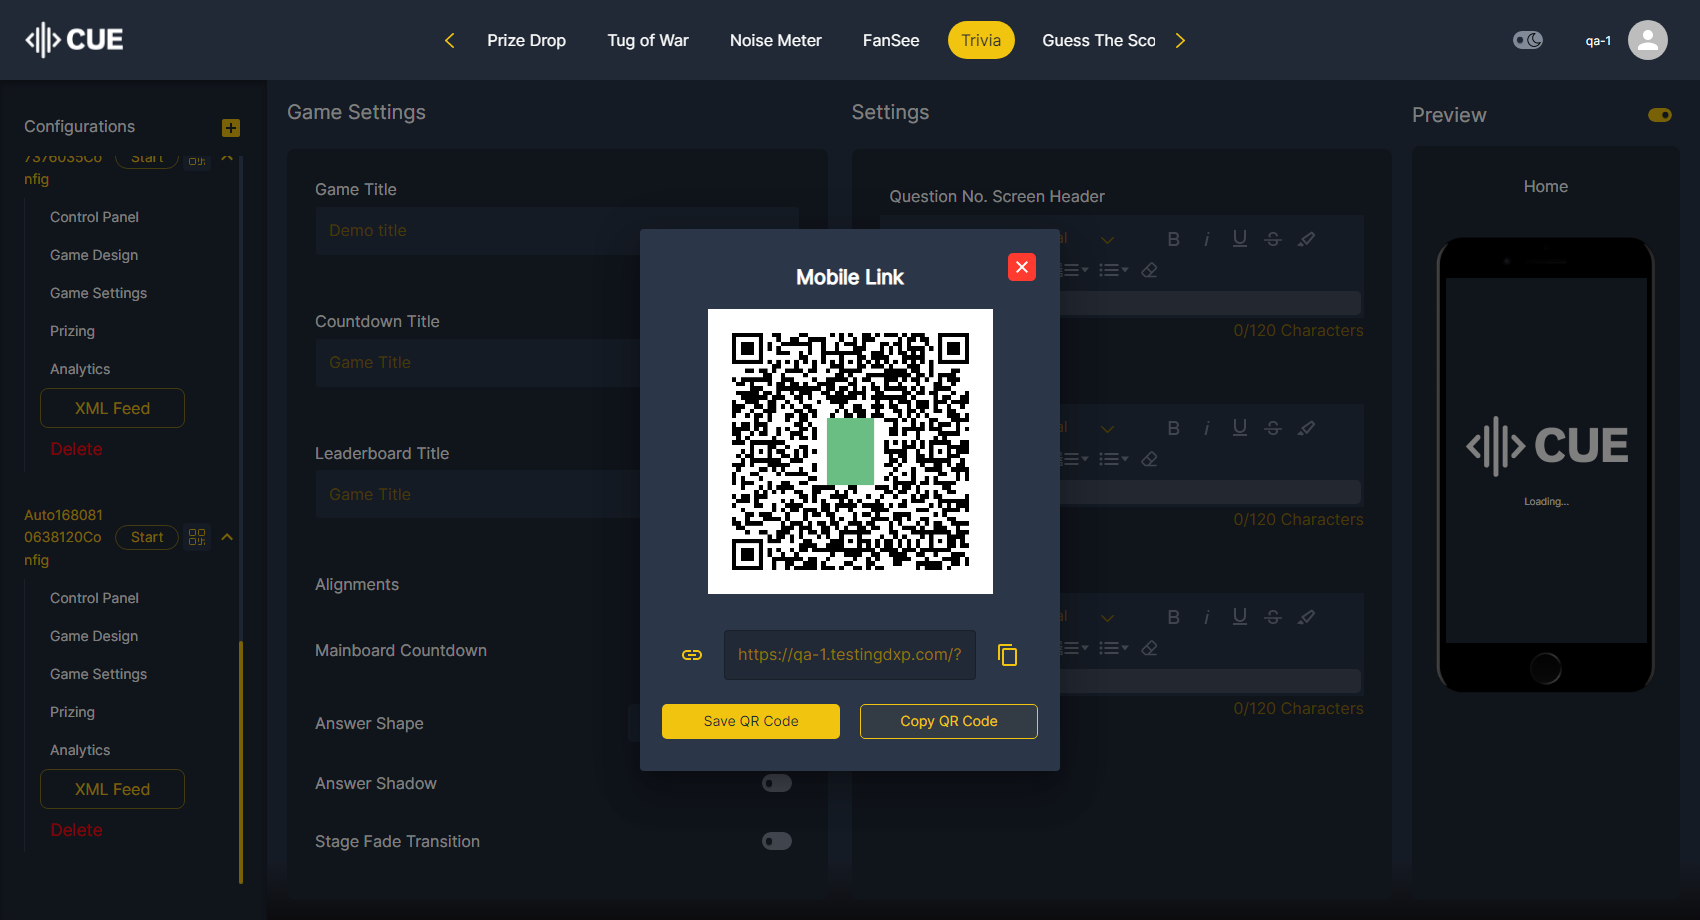 CUE
Prize Drop
Tug of War
Noise Meter
FanSee
Trivia
Guess The Sco
qa-1
Configurations
7376035Co
nfig
Start
Control Panel
Game Design
Game Settings
Prizing
Analytics
XML Feed
Delete
Auto168081
0638120Co
nfig
Start
Control Panel
Game Design
Game Settings
Prizing
Analytics
XML Feed
Delete
Game Settings
Game Title
Demo title
Countdown Title
Game Title
Leaderboard Title
Game Title
Alignments
Mainboard Countdown
Answer Shape
Answer Shadow
Stage Fade Transition
Mobile Link
https://qa-1.testingdxp.com/?
Save QR Code
Copy QR Code
Settings
Question No. Screen Header
al
B i U S
0/120 Characters
al
B i U S
0/120 Characters
al
B i U S
0/120 Characters
Preview
Home
CUE
Loading...